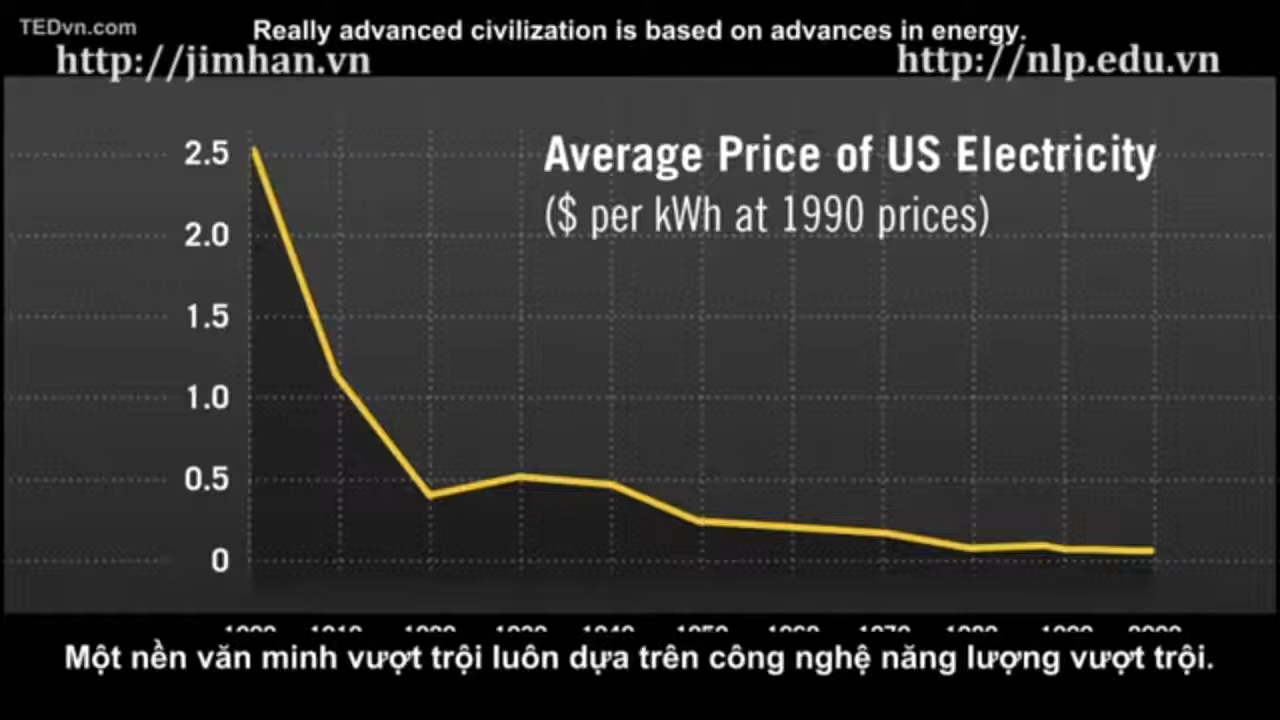 TEDvn.com
Really advanced civilization is based on advances in energy.
http://jimhan.vn
http://nlp.edu.vn
Average Price of US Electricity
($ per kWh at 1990 prices)
2.5
2.0
1.5
1.0
0.5
0
Một nền văn minh vượt trội luôn dựa trên công nghệ năng lượng vượt trội.